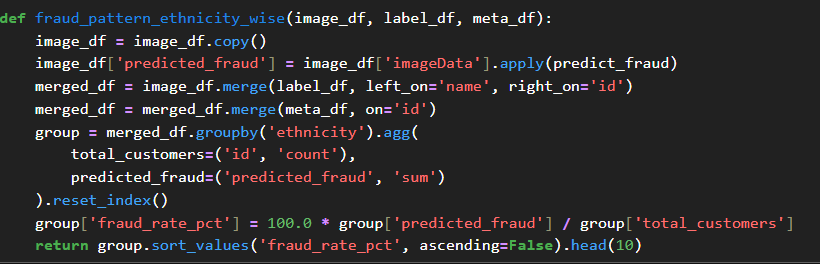 def fraud_pattern_ethnicity_wise(image_df, label_df, meta_df):
    image_df = image_df.copy()
    image_df['predicted_fraud'] = image_df['imageData'].apply(predict_fraud)
    merged_df = image_df.merge(label_df, left_on='name', right_on='id')
    merged_df = merged_df.merge(meta_df, on='id')
    group = merged_df.groupby('ethnicity').agg(
        total_customers=('id', 'count'),
        predicted_fraud=('predicted_fraud', 'sum')
    ).reset_index()
    group['fraud_rate_pct'] = 100.0 * group['predicted_fraud'] / group['total_customers']
    return group.sort_values('fraud_rate_pct', ascending=False).head(10)